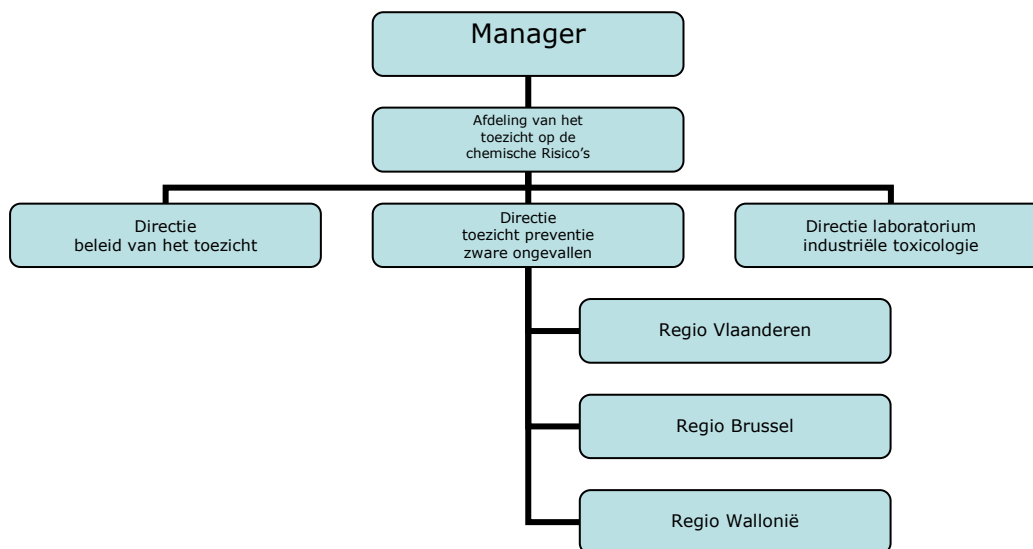 Manager
Afdeling van het
toezicht op de
chemische Risico's
Directie
beleid van het toezicht
Directie
toezicht preventie
zware ongevallen
Directie laboratorium
industriële toxicologie
Regio Vlaanderen
Regio Brussel
Regio Wallonië